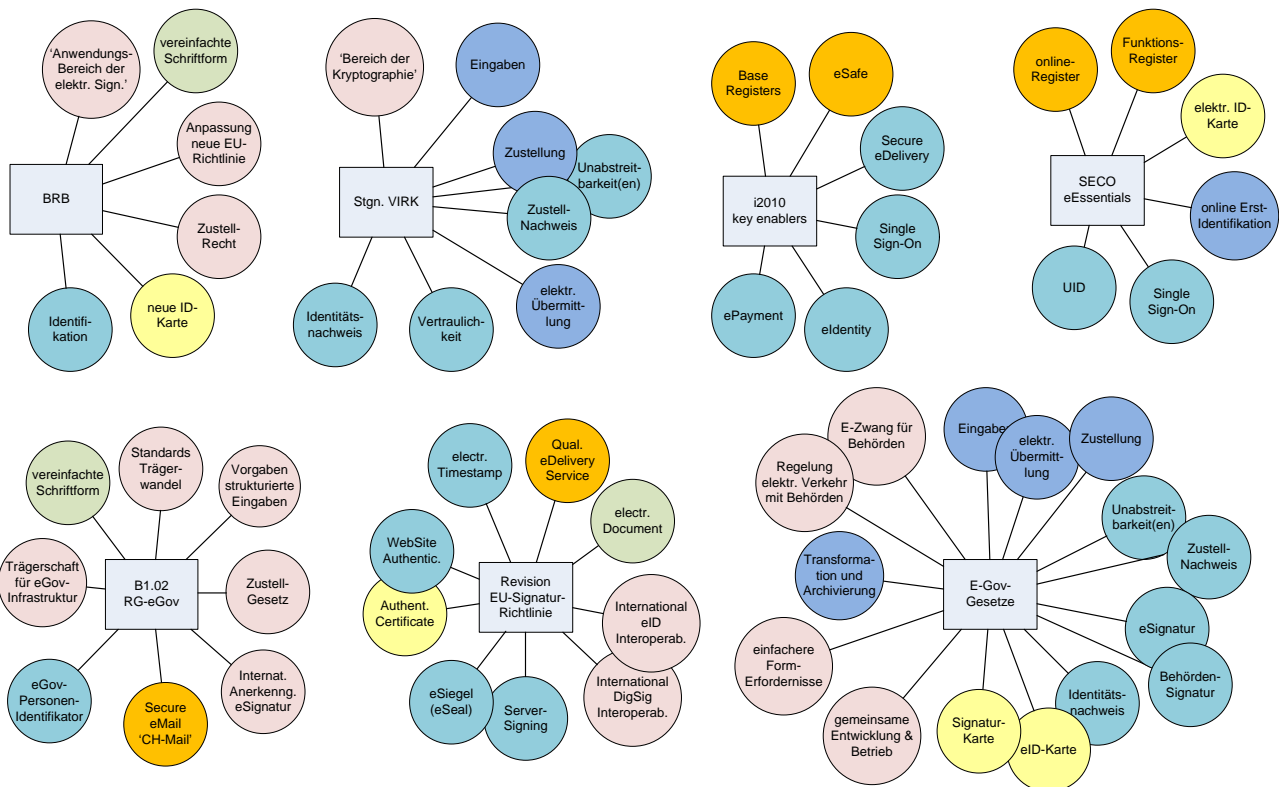 'Anwendungs-
Bereich der
elektr. Sign.'
vereinfachte
Schriftform
Anpassung
neue EU-
Richtlinie
BRB
Zustell-
Recht
Identifi-
kation
neue ID-
Karte
'Bereich der
Kryptographie'
Eingaben
Zustellung
Unabstreit-
barkeit(en)
Stgn. VIRK
Zustell-
Nachweis
Identitäts-
nachweis
Vertraulich-
keit
elektr.
Übermitt-
lung
Base
Registers
eSafe
Secure
eDelivery
i2010
key enablers
Single
Sign-On
ePayment
eIdentity
online-
Register
Funktions-
Register
elektr. ID-
Karte
SECO
eEssentials
online Erst-
Identifikation
UID
Single
Sign-On
vereinfachte
Schriftform
Standards
Träger-
wandel
Vorgaben
strukturierte
Eingaben
Trägerschaft
für eGov-
Infrastruktur
B1.02
RG-eGov
Zustell-
Gesetz
eGov-
Personen-
Identifikator
Secure
eMail
'CH-Mail'
Internat.
Anerkenng.
eSignatur
electr.
Timestamp
Qual.
eDelivery
Service
electr.
Document
WebSite
Authentic.
Authent.
Certificate
Revision
EU-Signatur-
Richtlinie
International
eID
Interoperab.
International
DigSig
Interoperab.
eSiegel
(eSeal)
Server-
Signing
E-Zwang für
Behörden
Eingabe
elektr.
Übermitt-
lung
Zustellung
Regelung
elektr. Verkehr
mit Behörden
Unabstreit-
barkeit(en)
Zustell-
Nachweis
Transforma-
tion und
Archivierung
E-Gov-
Gesetze
eSignatur
Behörden-
Signatur
einfachere
Form-
Erfordernisse
Identitäts-
nachweis
gemeinsame
Entwicklung &
Betrieb
Signatur-
Karte
eID-Karte